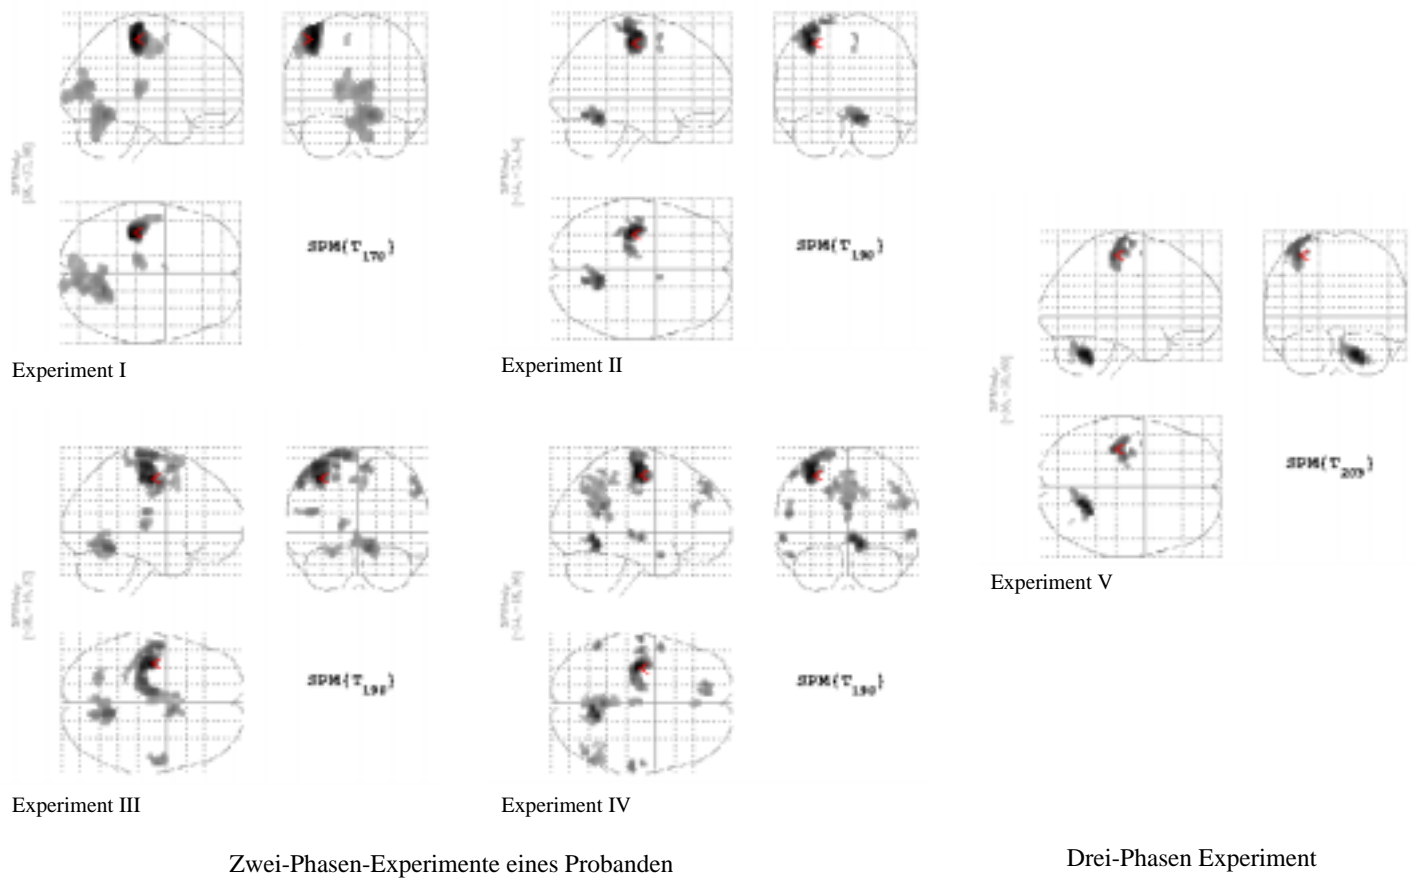 SPM{T170}
SPM{T190}
Experiment I
Experiment II
SPM{T209}
Experiment V
SPM{T190}
SPM{T190}
Experiment III
Experiment IV
Zwei-Phasen-Experimente eines Probanden
Drei-Phasen Experiment